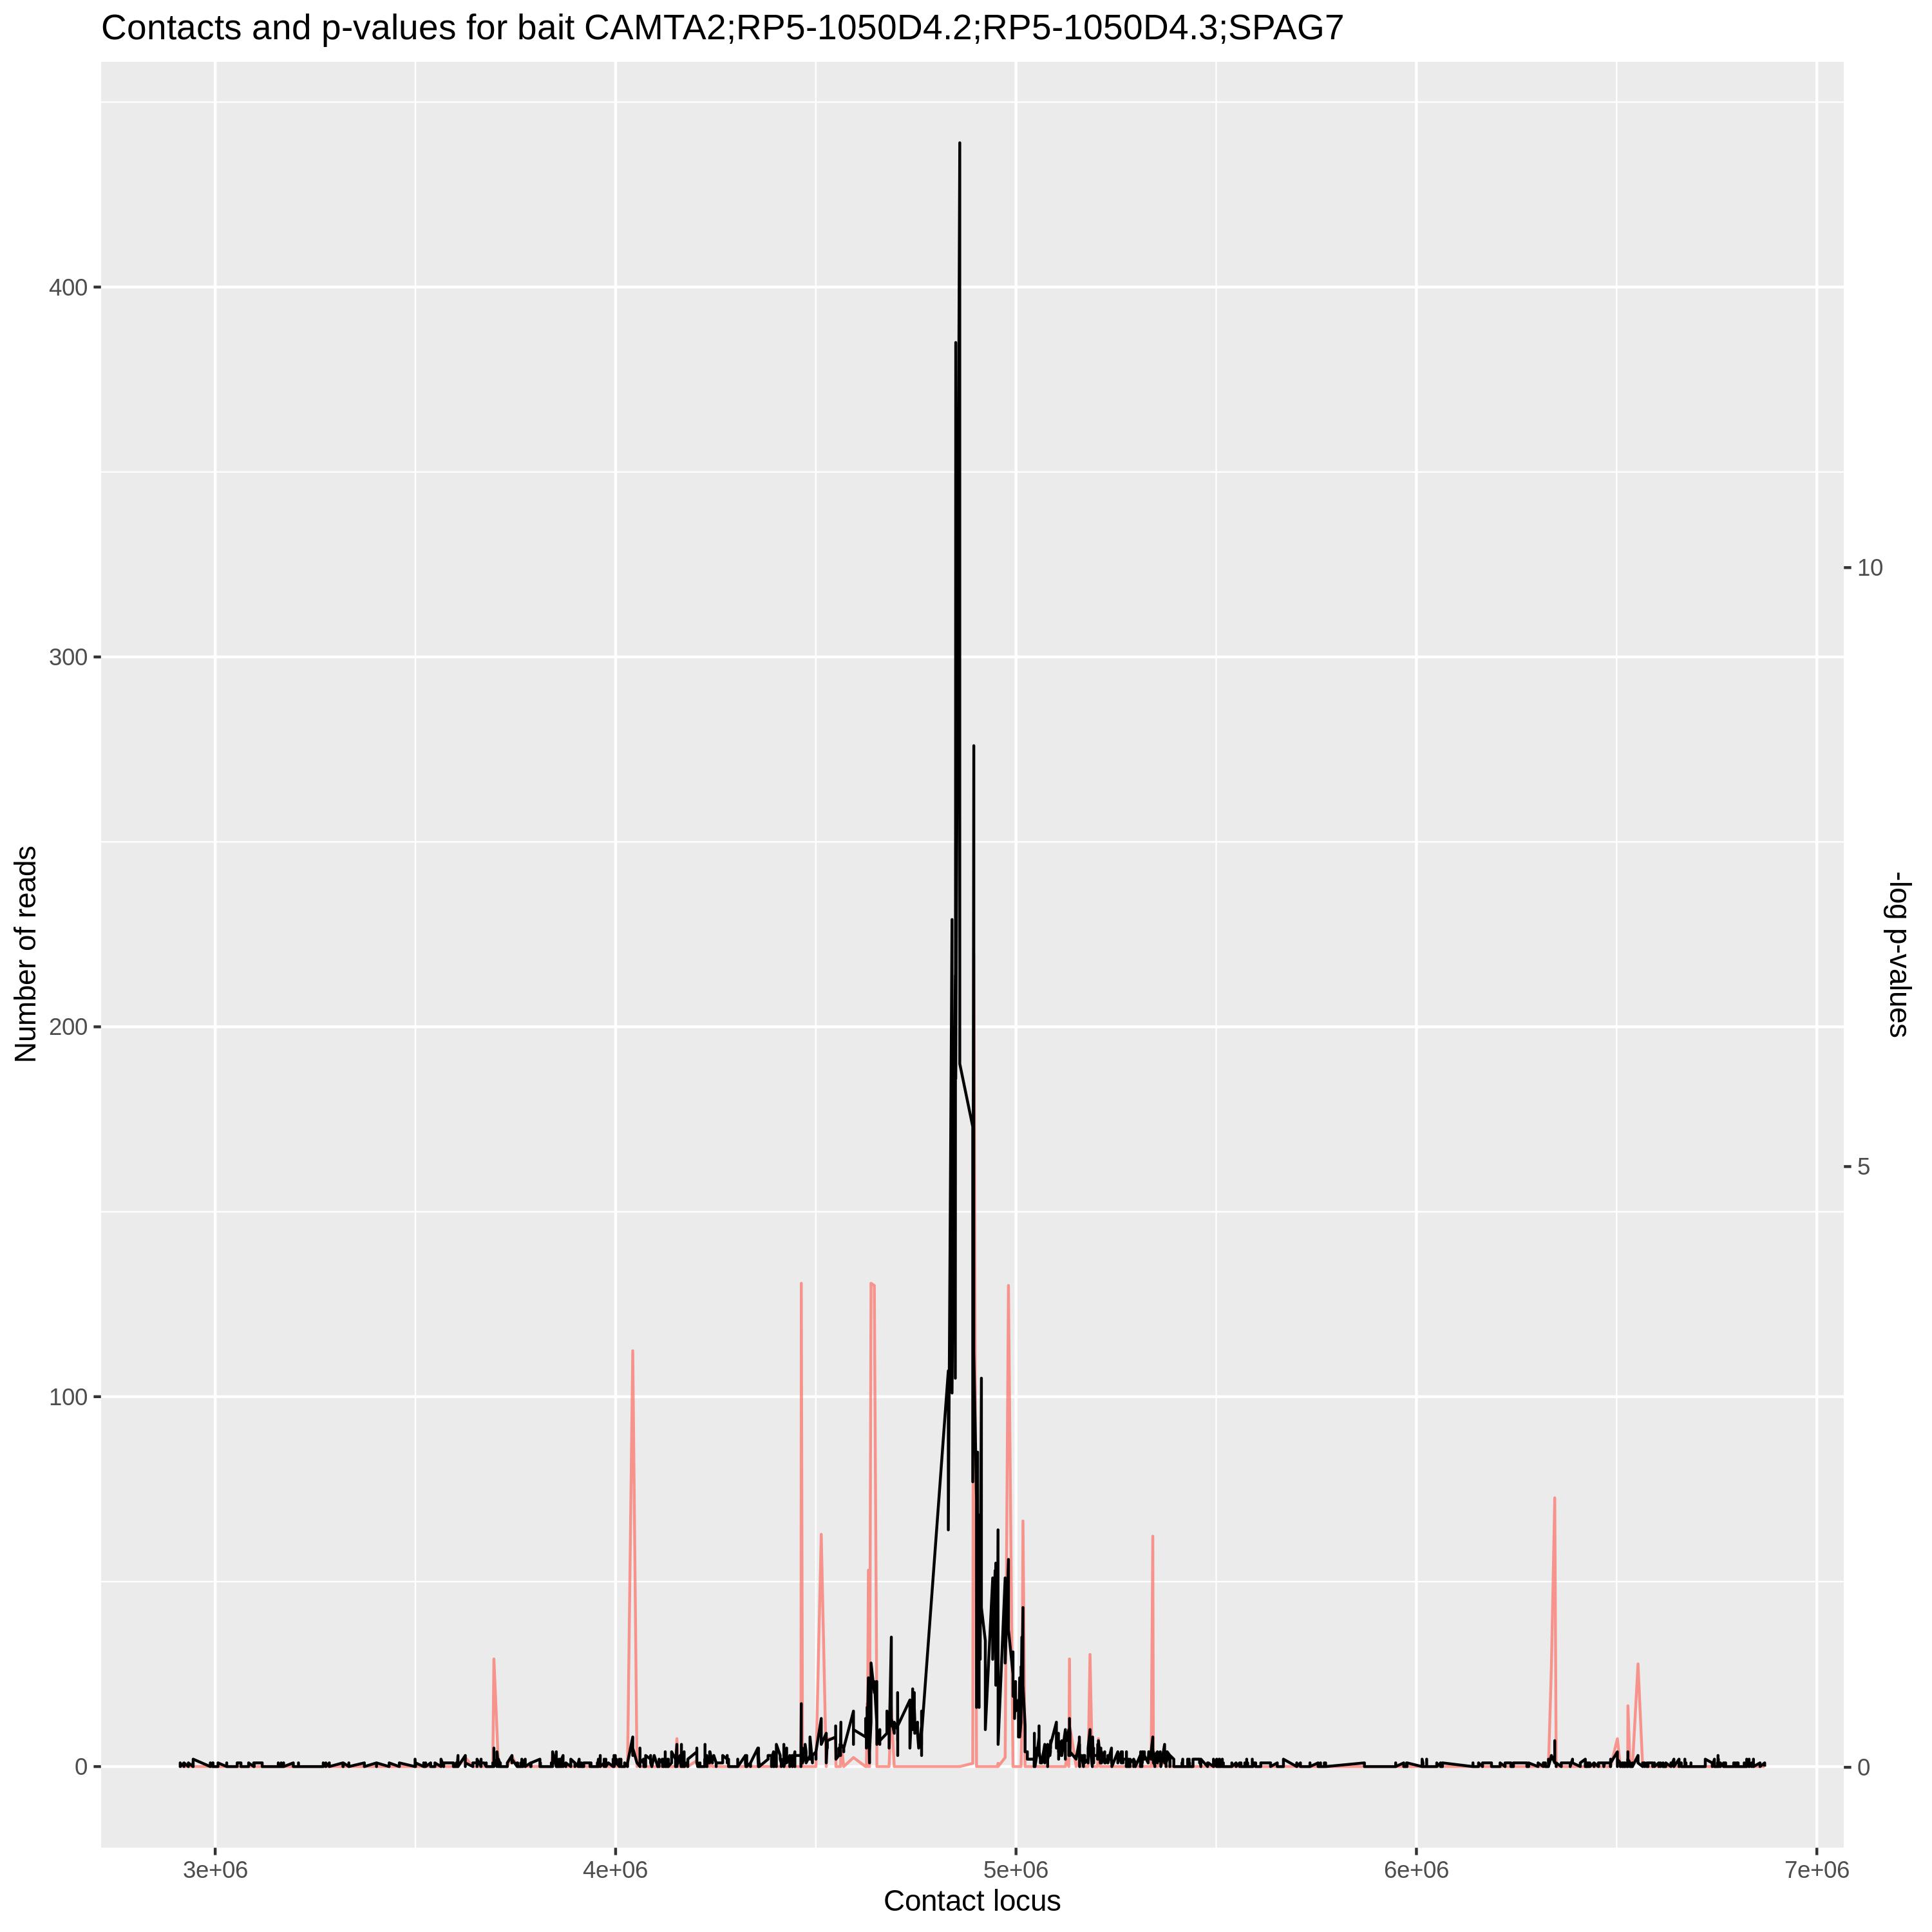 Contacts and p-values for bait CAMTA2;RP5-1050D4.2;RP5-1050D4.3;SPAG7
400
300
200
100
0
Number of reads
10
5
0
-log p-values
3e+06
4e+06
5e+06
6e+06
7e+06
Contact locus